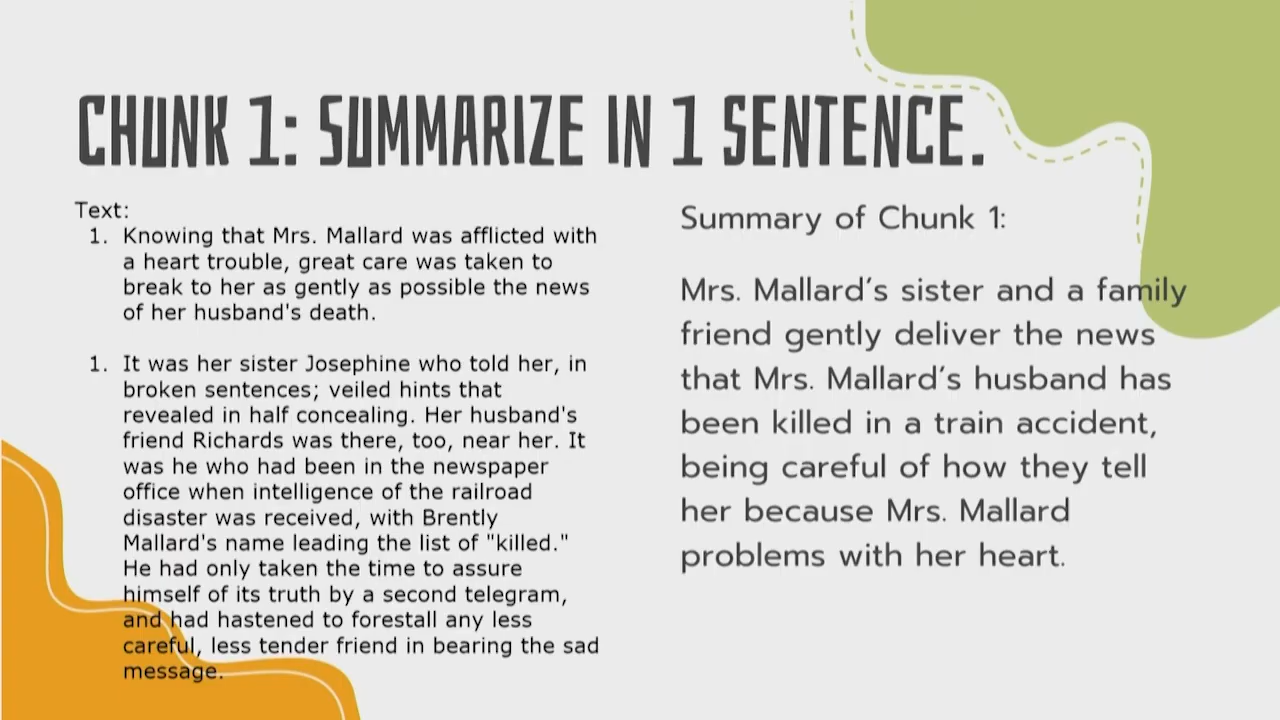 CHUNK 1: SUMMARIZE IN 1 SENTENCE.
Text:
1. Knowing that Mrs. Mallard was afflicted with
a heart trouble, great care was taken to
break to her as gently as possible the news
of her husband's death.
1. It was her sister Josephine who told her, in
broken sentences; veiled hints that
revealed in half concealing. Her husband's
friend Richards was there, too, near her. It
was he who had been in the newspaper
office when intelligence of the railroad
disaster was received, with Brently
Mallard's name leading the list of "killed."
He had only taken the time to assure
himself of its truth by a second telegram,
and had hastened to forestall any less
careful, less tender friend in bearing the sad
message.
Summary of Chunk 1:
Mrs. Mallard’s sister and a family
friend gently deliver the news
that Mrs. Mallard’s husband has
been killed in a train accident,
being careful of how they tell
her because Mrs. Mallard
problems with her heart.